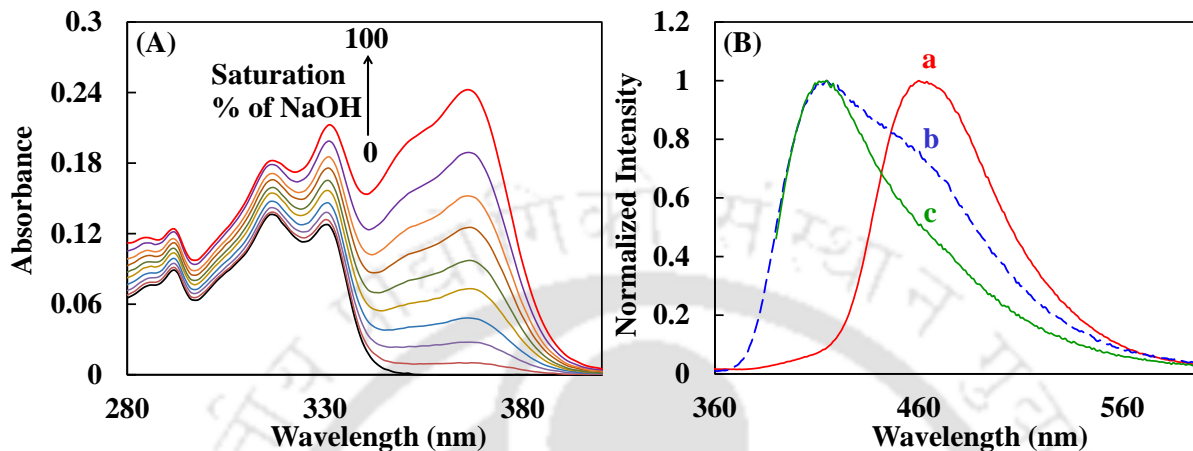 (A)
100
Saturation
% of NaOH
0
0.3
0.24
0.18
0.12
0.06
0
280
330
380
Absorbance
Wavelength (nm)
(B)
a
b
c
1.2
1
0.8
0.6
0.4
0.2
0
360
460
560
Normalized Intensity
Wavelength (nm)